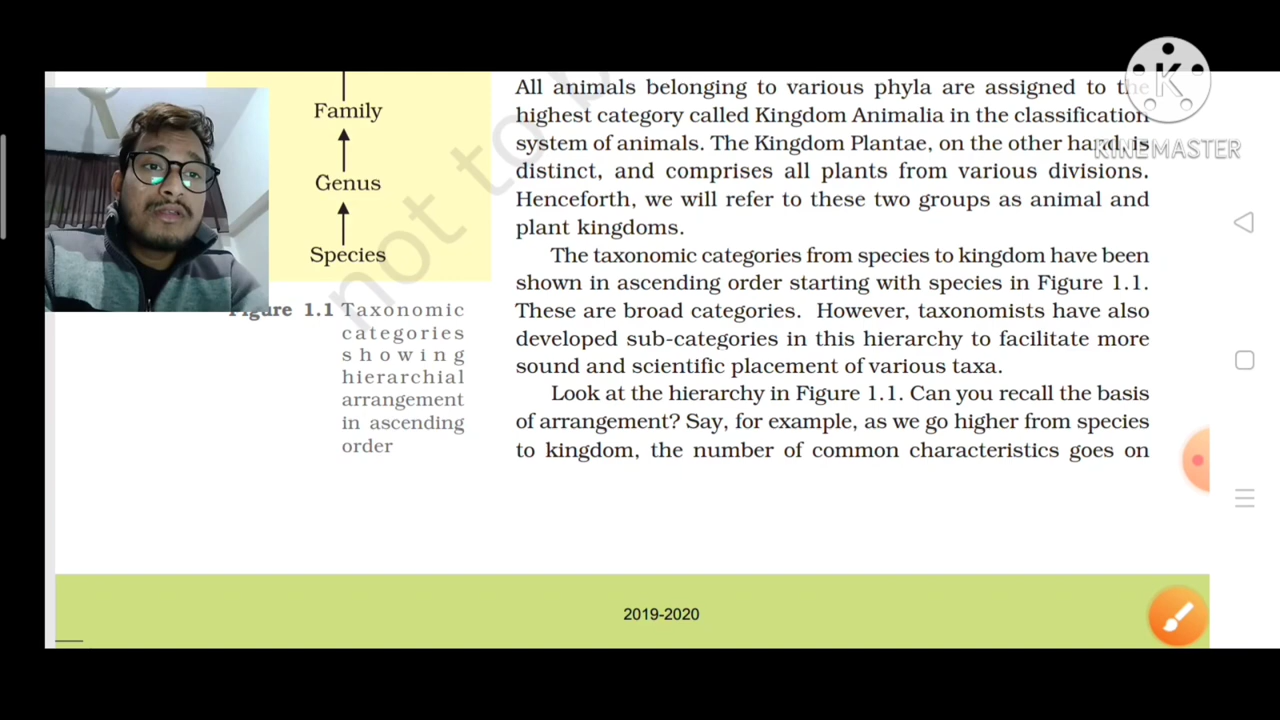 Family
Genus
Species
Figure 1.1 Taxonomic
categories
showing
hierarchial
arrangement
in ascending
order
not to b
All animals belonging to various phyla are assigned to the
highest category called Kingdom Animalia in the classification
system of animals. The Kingdom Plantae, on the other hand, is
distinct, and comprises all plants from various divisions.
Henceforth, we will refer to these two groups as animal and
plant kingdoms.
The taxonomic categories from species to kingdom have been
shown in ascending order starting with species in Figure 1.1.
These are broad categories. However, taxonomists have also
developed sub-categories in this hierarchy to facilitate more
sound and scientific placement of various taxa.
Look at the hierarchy in Figure 1.1. Can you recall the basis
of arrangement? Say, for example, as we go higher from species
to kingdom, the number of common characteristics goes on
2019-2020
K
KINEMASTER